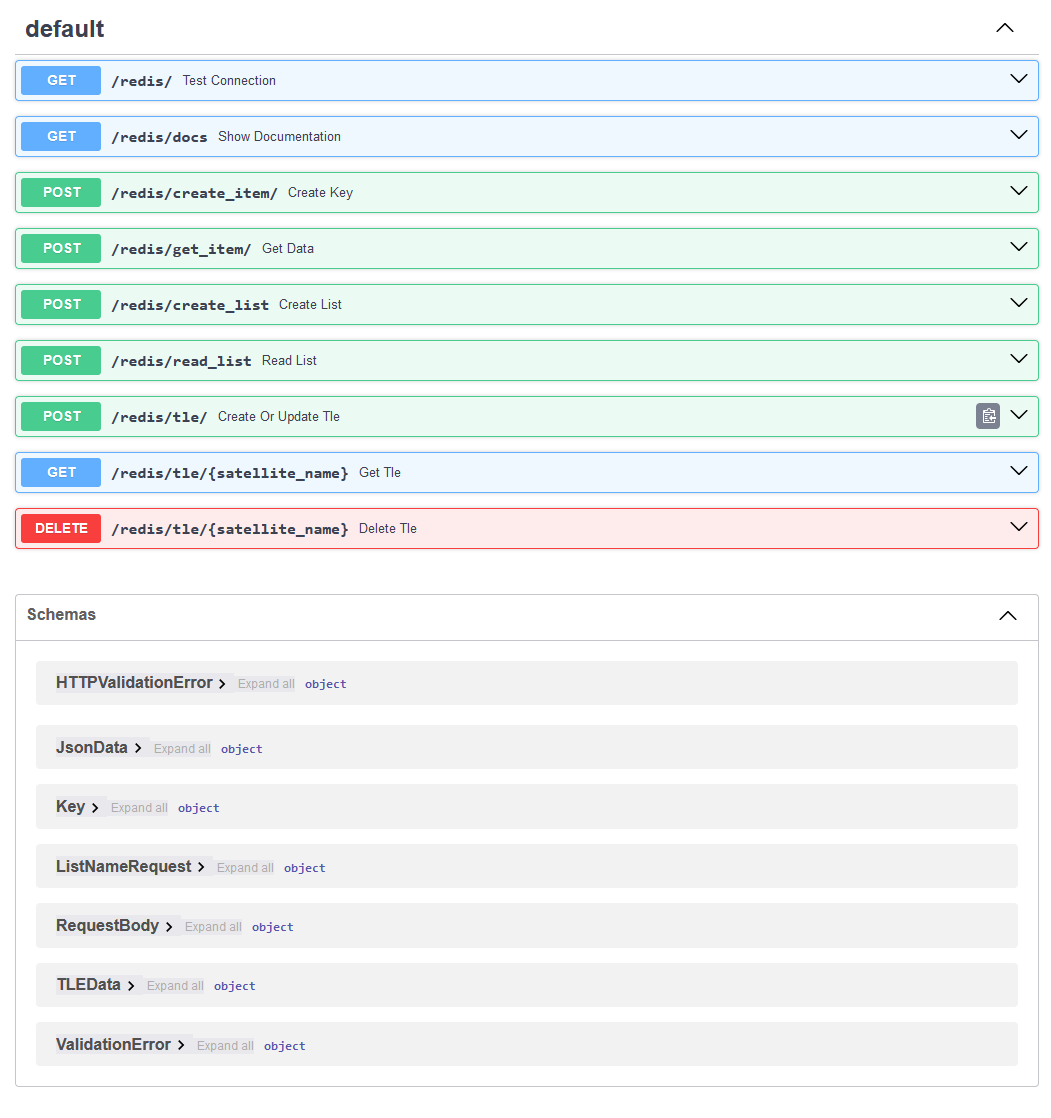 default
GET /redis/ Test Connection
GET /redis/docs Show Documentation
POST /redis/create_item/ Create Key
POST /redis/get_item/ Get Data
POST /redis/create_list Create List
POST /redis/read_list Read List
POST /redis/tle/ Create Or Update Tle
GET /redis/tle/{satellite_name} Get Tle
DELETE /redis/tle/{satellite_name} Delete Tle
Schemas
HTTPValidationError Expand all object
JsonData Expand all object
Key Expand all object
ListNameRequest Expand all object
RequestBody Expand all object
TLEData Expand all object
ValidationError Expand all object